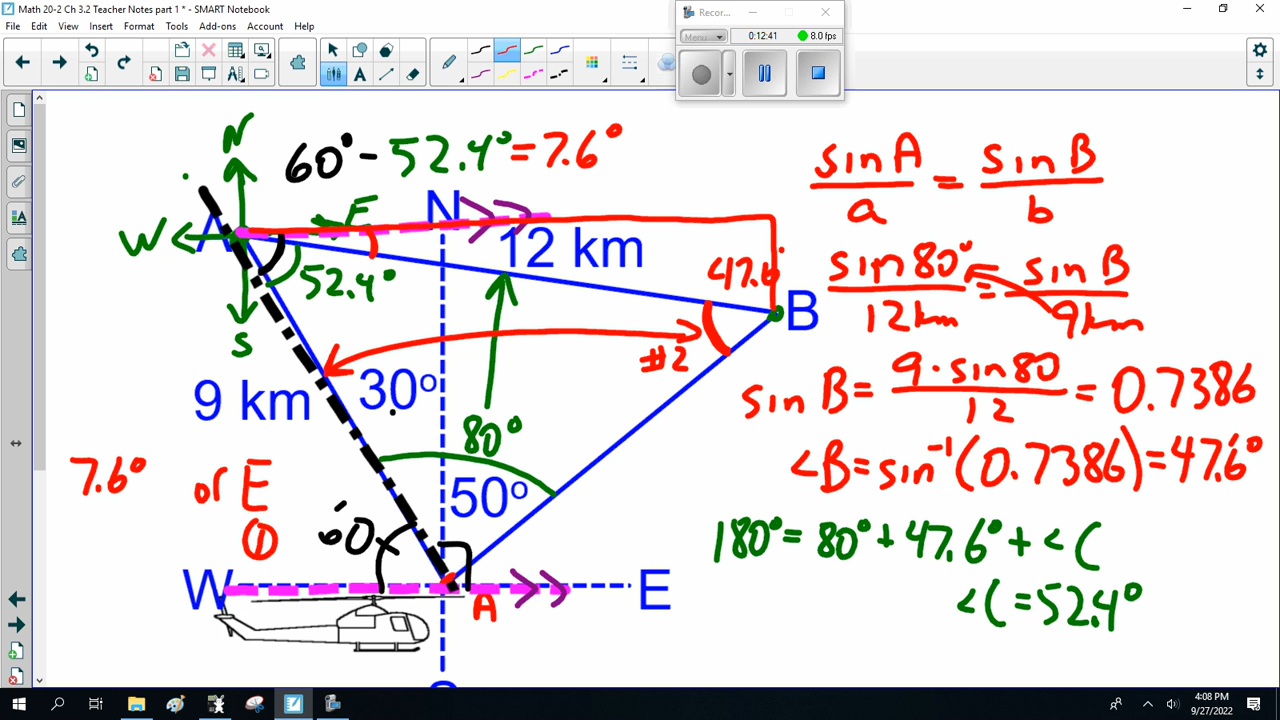 Math 20-2 Ch 3.2 Teacher Notes part 1 * - SMART Notebook
File Edit View Insert Format Tools Add-ons Account Help
Recor...
Menu
0:12:41
8.0 fps
N
60° - 52.4° = 7.6°
W
A
E
N
12 km
52.4°
S
47.6
B
#2
9 km
30°
80°
50°
7.6° of E
①
60
W
E
A
S
sin A / a = sin B / b
sin 80° / 12 km = sin B / 9 km
sin B = 9 · sin 80 / 12 = 0.7386
<B = sin⁻¹(0.7386) = 47.6°
180° = 80° + 47.6° + <C
<C = 52.4°
4:08 PM
9/27/2022